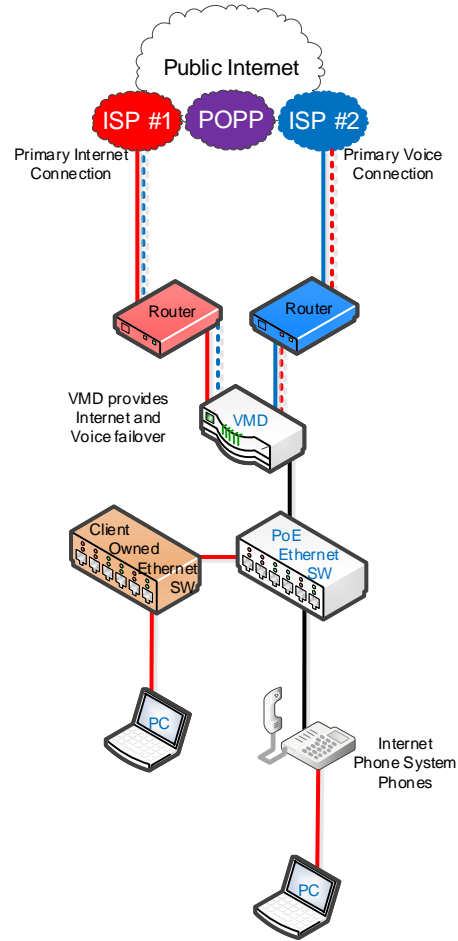 Public Internet
ISP #1
POPP
ISP #2
Primary Internet
Connection
Primary Voice
Connection
Router
Router
VMD provides
Internet and
Voice failover
VMD
Client
Owned
Ethernet
SW
PoE
Ethernet
SW
PC
Internet
Phone System
Phones
PC